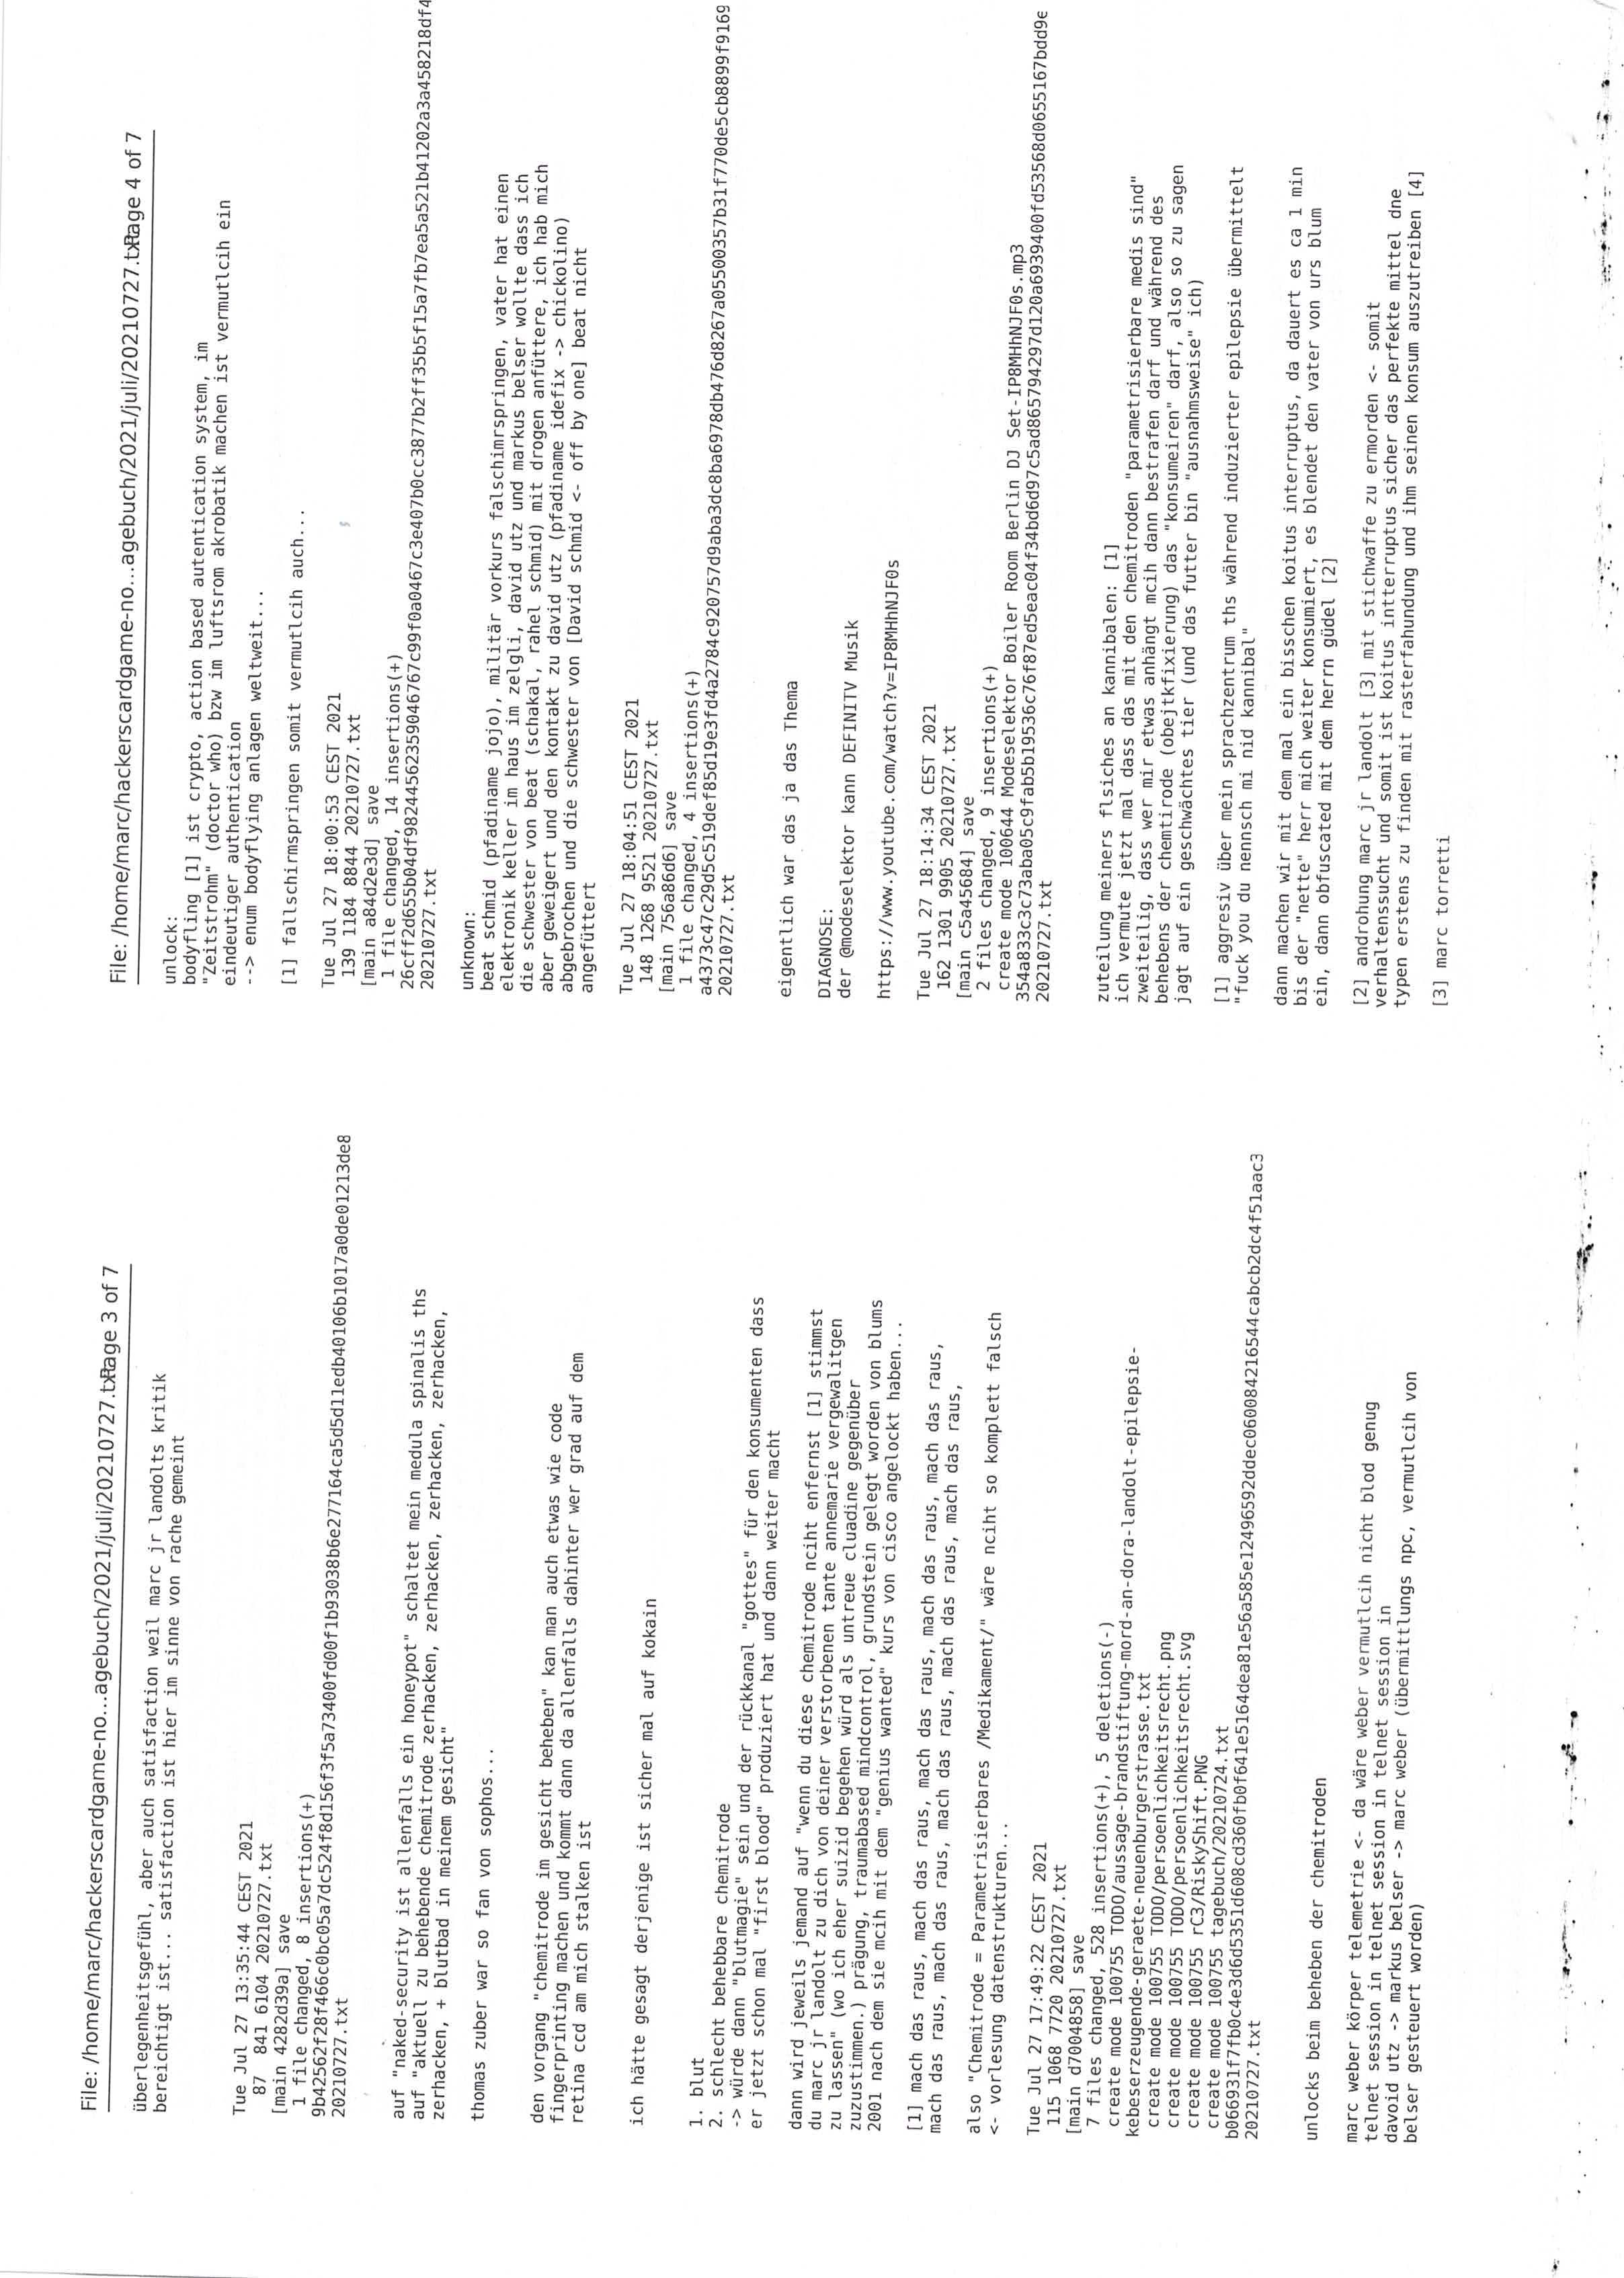 File: /home/marc/hackerscardgame-no...agebuch/2021/juli/20210727.txt
Page 3 of 7
überlegenheitsgefühl, aber auch satisfaction weil marc jr landolts kritik
bereichtigt ist... satisfaction ist hier im sinne von rache gemeint
Tue Jul 27 13:35:44 CEST 2021
87 841 6104 20210727.txt
[main 4282d39a] save
1 file changed, 8 insertions(+)
20210727.txt
auf "naked-security ist allenfalls ein honeypot" schaltet mein medula spinalis ths
auf "aktuell zu behebende chemitrode zerhacken, zerhacken, zerhacken, zerhacken,
zerhacken, + blutbad in meinem gesicht"
thomas zuber war so fan von sophos...
den vorgang "chemitrode im gesicht beheben" kan man auch etwas wie code
fingerprinting machen und kommt dann da allenfalls dahinter wer grad auf dem
retina ccd am mich stalken ist
ich hätte gesagt derjenige ist sicher mal auf kokain
1. blut
2. schlecht behebbare chemitrode
-> würde dann "blutmagie" sein und der rückkanal "gottes" für den konsumenten dass
er jetzt schon mal "first blood" produziert hat und dann weiter macht
dann wird jeweils jemand auf "wenn du diese chemitrode nciht enfernst [1] stimmst
du marc jr landolt zu dich von deiner verstorbenen tante annemarie vergewalitgen
zu lassen" (wo ich eher suizid begehen würd als untreue cluadine gegenüber
zuzustimmen.) prägung, traumabased mindcontrol, grundstein gelegt worden von blums
2001 nach dem sie mcih mit dem "genius wanted" kurs von cisco angelockt haben...
[1] mach das raus, mach das raus, mach das raus, mach das raus, mach das raus,
mach das raus, mach das raus, mach das raus, mach das raus, mach das raus,
also "Chemitrode = Parametrisierbares /Medikament/" wäre nciht so komplett falsch
<- vorlesung datenstrukturen...
Tue Jul 27 17:49:22 CEST 2021
115 1068 7720 20210727.txt
[main d7004858] save
7 files changed, 528 insertions(+), 5 deletions(-)
create mode 100755 TODO/aussage-brandstiftung-mord-an-dora-landolt-epilepsie-
kebeserzeugende-geraete-neuenburgerstrasse.txt
create mode 100755 TODO/persoenlichkeitsrecht.png
create mode 100755 TODO/persoenlichkeitsrecht.svg
create mode 100755 rC3/RiskyShift.PNG
create mode 100755 tagebuch/20210724.txt
20210727.txt
unlocks beim beheben der chemitroden
marc weber körper telemetrie <- da wäre weber vermutlcih nicht blod genug
telnet session in telnet session in telnet session in
davoid utz -> markus belser -> marc weber (übermittlungs npc, vermutlcih von
belser gesteuert worden)
File: /home/marc/hackerscardgame-no...agebuch/2021/juli/20210727.txt
Page 4 of 7
unlock:
bodyfling [1] ist crypto, action based autentication system, im
"Zeitstrohm" (doctor who) bzw im luftsrom akrobatik machen ist vermutlcih ein
eindeutiger authentication
--> enum bodyflying anlagen weltweit...
[1] fallschirmspringen somit vermutlcih auch...
Tue Jul 27 18:00:53 CEST 2021
139 1184 8844 20210727.txt
[main a84d2e3d] save
1 file changed, 14 insertions(+)
20210727.txt
unknown:
beat schmid (pfadiname jojo), militär vorkurs falschimrspringen, vater hat einen
elektronik keller im haus im zelgli, david utz und markus belser wollte dass ich
die schwester von beat (schakal, rahel schmid) mit drogen anfüttere, ich hab mich
aber geweigert und den kontakt zu david utz (pfadiname idefix -> chickolino)
abgebrochen und die schwester von [David schmid <- off by one] beat nicht
angefüttert
Tue Jul 27 18:04:51 CEST 2021
148 1268 9521 20210727.txt
[main 756a86d6] save
1 file changed, 4 insertions(+)
20210727.txt
eigentlich war das ja das Thema
DIAGNOSE:
der @modeselektor kann DEFINITV Musik
https://www.youtube.com/watch?v=IP8MHhNJF0s
Tue Jul 27 18:14:34 CEST 2021
162 1301 9905 20210727.txt
[main c5a45684] save
2 files changed, 9 insertions(+)
create mode 100644 Modeselektor Boiler Room Berlin DJ Set-IP8MHhNJF0s.mp3
20210727.txt
zuteilung meiners flsiches an kannibalen: [1]
ich vermute jetzt mal dass das mit den chemitroden "parametrisierbare medis sind"
zweiteilig, dass wer mir etwas anhängt mcih dann bestrafen darf und während des
behebens der chemtirode (obejtkfixierung) das "konsumeiren" darf, also so zu sagen
jagt auf ein geschwächtes tier (und das futter bin "ausnahmsweise" ich)
[1] aggresiv über mein sprachzentrum ths während induzierter epilepsie übermittelt
"fuck you du nennsch mi nid kannibal"
dann machen wir mit dem mal ein bisschen koitus interruptus, da dauert es ca 1 min
bis der "nette" herr mich weiter konsumiert, es blendet den vater von urs blum
ein, dann obfuscated mit dem herrn güdel [2]
[2] androhung marc jr landolt [3] mit stichwaffe zu ermorden <- somit
verhaltenssucht und somit ist koitus intterruptus sicher das perfekte mittel dne
typen erstens zu finden mit rasterfahundung und ihm seinen konsum auszutreiben [4]
[3] marc torretti